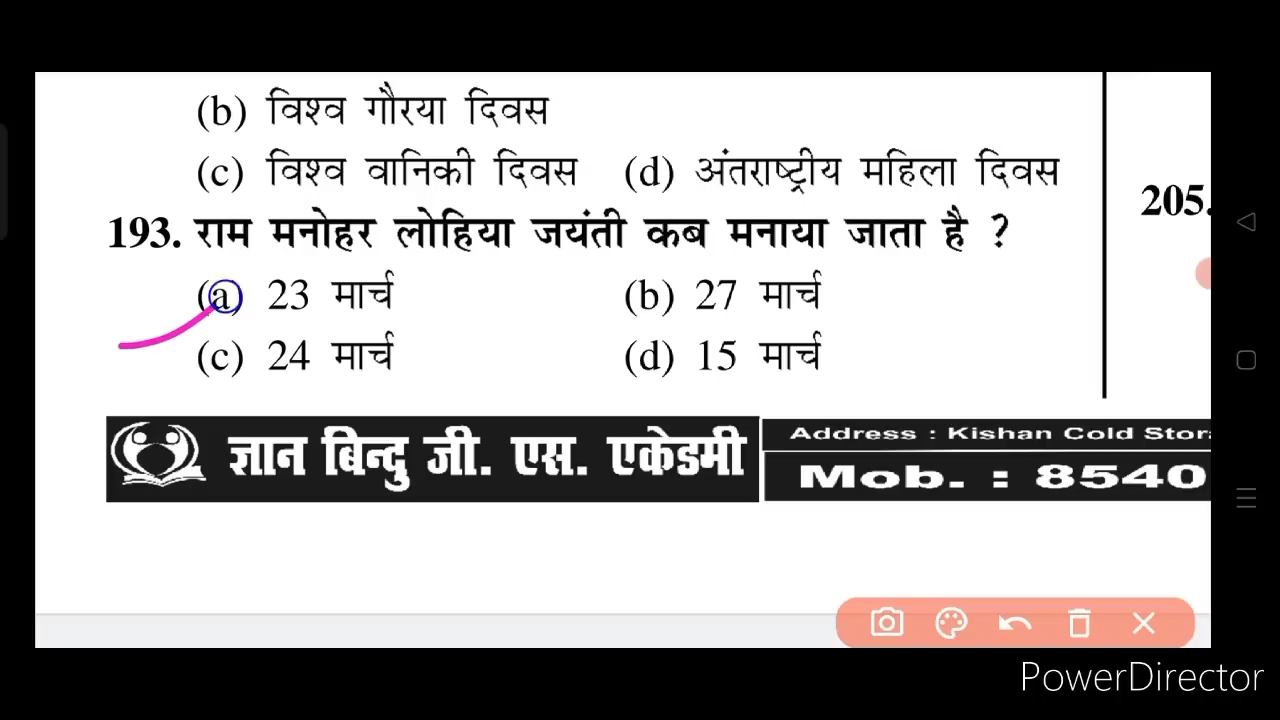 (b) विश्व गौरया दिवस
(c) विश्व वानिकी दिवस (d) अंतराष्ट्रीय महिला दिवस
193. राम मनोहर लोहिया जयंती कब मनाया जाता है ?
(a) 23 मार्च (b) 27 मार्च
(c) 24 मार्च (d) 15 मार्च
205.
ज्ञान बिन्दु जी. एस. एकेडमी
Address : Kishan Cold Stor
Mob. : 8540
PowerDirector